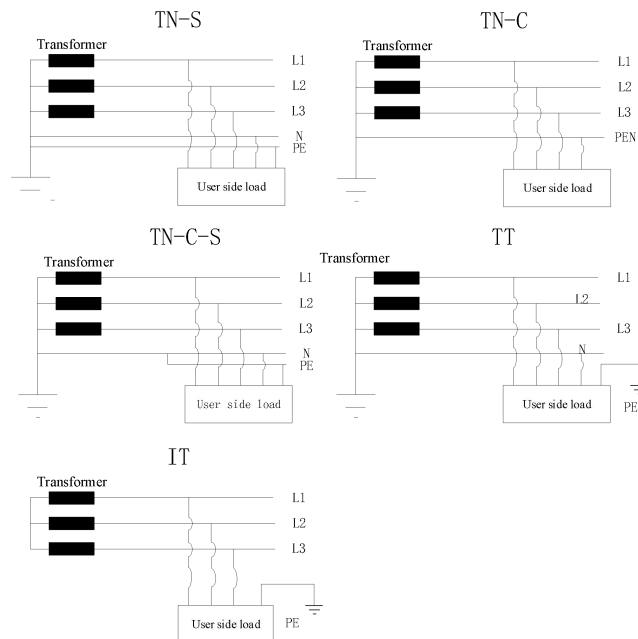 TN-S
Transformer
L1
L2
L3
N
PE
User side load
TN-C
Transformer
L1
L2
L3
PEN
User side load
TN-C-S
Transformer
L1
L2
L3
N
PE
User side load
TT
Transformer
L1
L2
L3
N
User side load
PE
IT
Transformer
L1
L2
L3
User side load
PE